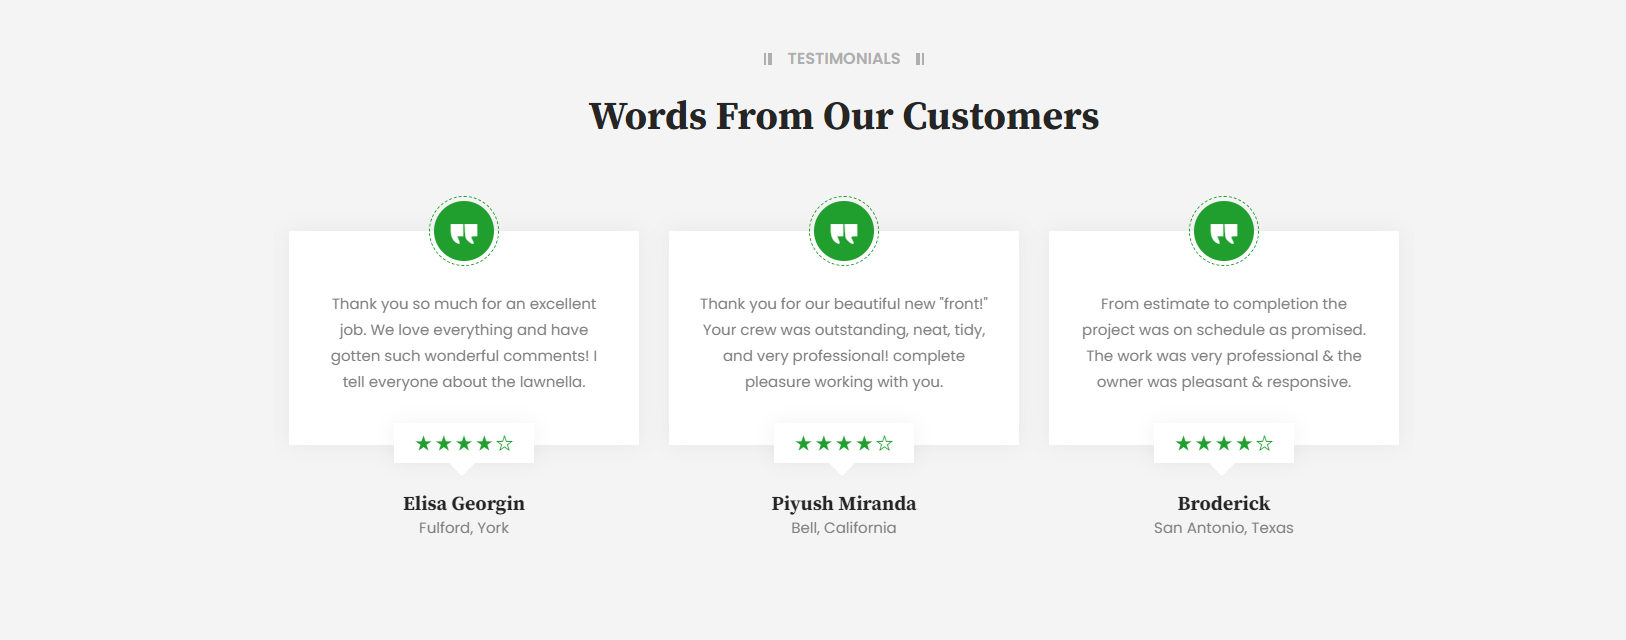 TESTIMONIALS
Words From Our Customers
Thank you so much for an excellent
job. We love everything and have
gotten such wonderful comments! I
tell everyone about the lawnella.
★★★★☆
Elisa Georgin
Fulford, York
Thank you for our beautiful new "front!"
Your crew was outstanding, neat, tidy,
and very professional! complete
pleasure working with you.
★★★★☆
Piyush Miranda
Bell, California
From estimate to completion the
project was on schedule as promised.
The work was very professional & the
owner was pleasant & responsive.
★★★★☆
Broderick
San Antonio, Texas